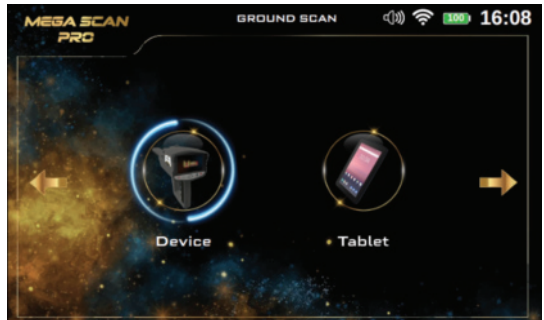 MEGA SCAN
PRO
GROUND SCAN
100
16:08
Device
Tablet